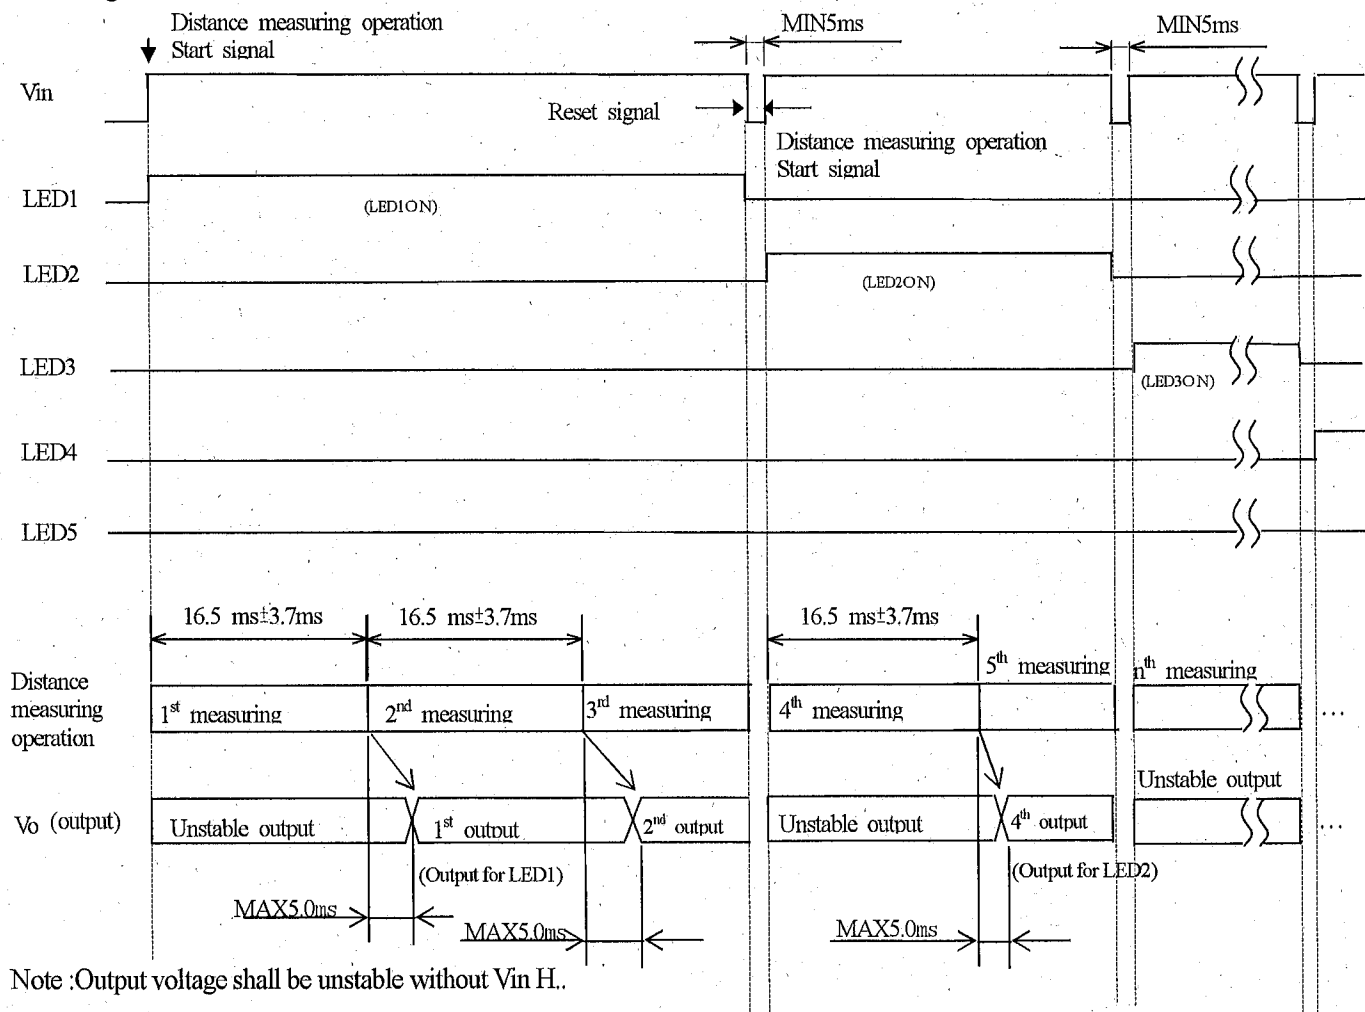 Distance measuring operation
Start signal
MIN5ms
MIN5ms
Vin
Reset signal
Distance measuring operation
Start signal
LED1
(LED1ON)
LED2
(LED2ON)
LED3
(LED3ON)
LED4
LED5
16.5 ms±3.7ms
16.5 ms±3.7ms
16.5 ms±3.7ms
Distance
measuring
operation
1st measuring
2nd measuring
3rd measuring
4th measuring
5th measuring
nth measuring
...
Vo (output)
Unstable output
1st output
2nd output
Unstable output
4th output
Unstable output
...
(Output for LED1)
(Output for LED2)
MAX5.0ms
MAX5.0ms
MAX5.0ms
Note :Output voltage shall be unstable without Vin H..